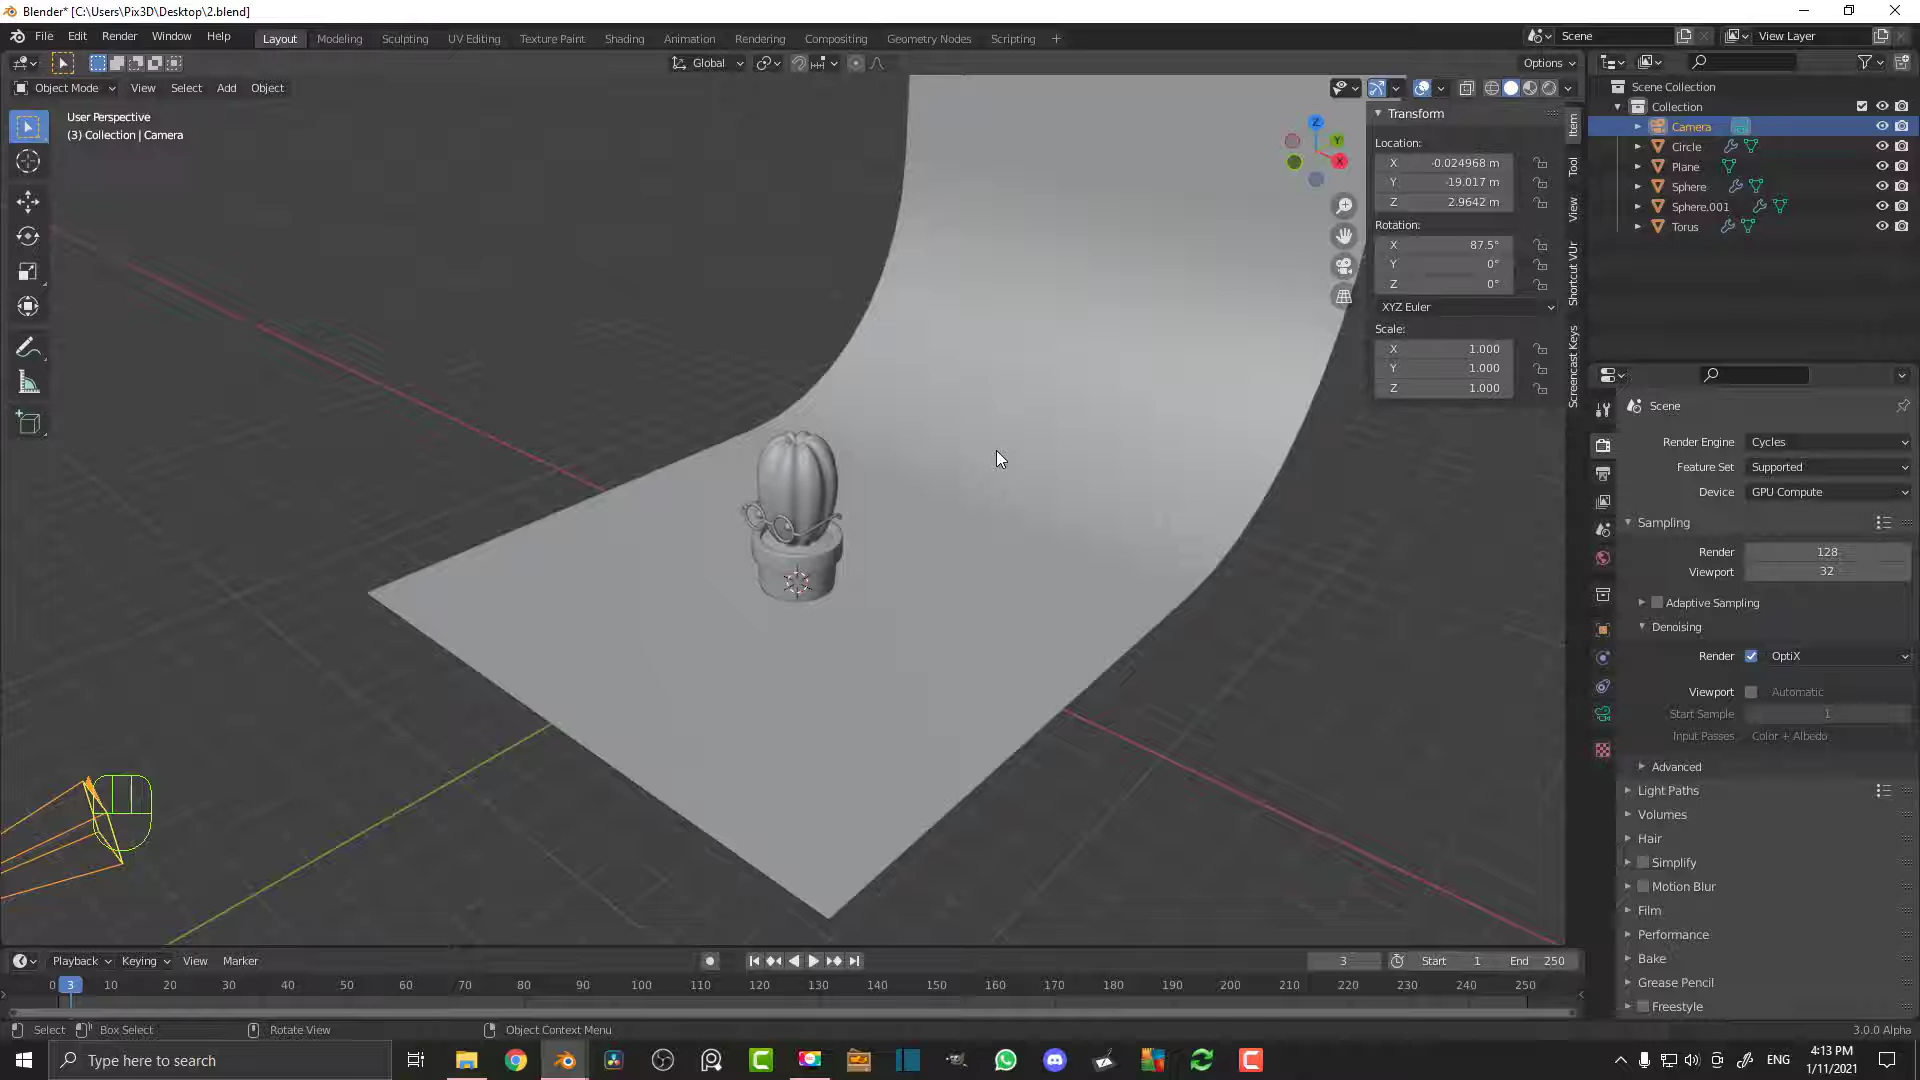 Blender* [C:\Users\Pix3D\Desktop\2.blend]
File Edit Render Window Help Layout Modeling Sculpting UV Editing Texture Paint Shading Animation Rendering Compositing Geometry Nodes Scripting + Scene View Layer
Global Options
Object Mode View Select Add Object
User Perspective
(3) Collection | Camera
Z
Y
X
Transform
Location:
X -0.024968 m
Y -19.017 m
Z 2.9642 m
Rotation:
X 87.5°
Y 0°
Z 0°
XYZ Euler
Scale:
X 1.000
Y 1.000
Z 1.000
Item
Tool
View
Shortcut VUr
Screencast Keys
Scene Collection
Collection
Camera
Circle
Plane
Sphere
Sphere.001
Torus
Scene
Render Engine Cycles
Feature Set Supported
Device GPU Compute
Sampling
Render 128
Viewport 32
Adaptive Sampling
Denoising
Render OptiX
Viewport Automatic
Start Sample 1
Input Passes Color + Albedo
Advanced
Light Paths
Volumes
Hair
Simplify
Motion Blur
Film
Performance
Bake
Grease Pencil
Freestyle
Playback Keying View Marker 3 Start 1 End 250
0 3 10 20 30 40 50 60 70 80 90 100 110 120 130 140 150 160 170 180 190 200 210 220 230 240 250
Select Box Select Rotate View Object Context Menu 3.0.0 Alpha
Type here to search ENG 4:13 PM
1/11/2021